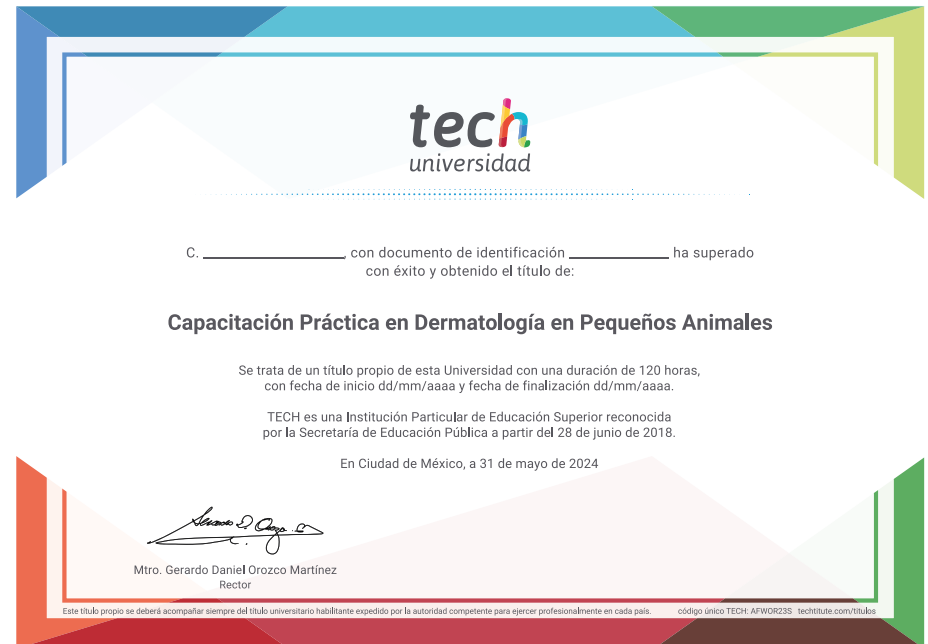 tech
universidad
C. ____________, con documento de identificación _________ ha superado
con éxito y obtenido el título de:
Capacitación Práctica en Dermatología en Pequeños Animales
Se trata de un título propio de esta Universidad con una duración de 120 horas,
con fecha de inicio dd/mm/aaaa y fecha de finalización dd/mm/aaaa.
TECH es una Institución Particular de Educación Superior reconocida
por la Secretaría de Educación Pública a partir del 28 de junio de 2018.
En Ciudad de México, a 31 de mayo de 2024
Mtro. Gerardo Daniel Orozco Martínez
Rector
Este título propio se deberá acompañar siempre del título universitario habilitante expedido por la autoridad competente para ejercer profesionalmente en cada país. código único TECH: AFWOR23S techtitute.com/titulos